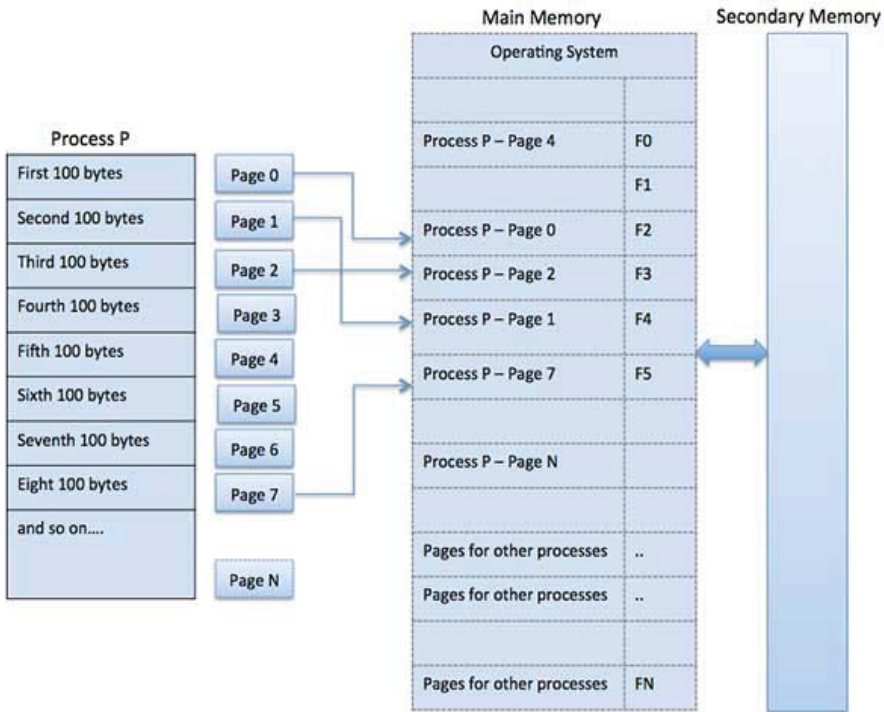 Main Memory
Secondary Memory
Operating System
Process P
First 100 bytes
Second 100 bytes
Third 100 bytes
Fourth 100 bytes
Fifth 100 bytes
Sixth 100 bytes
Seventh 100 bytes
Eight 100 bytes
and so on....
Page 0
Page 1
Page 2
Page 3
Page 4
Page 5
Page 6
Page 7
Page N
Process P – Page 4 F0
F1
Process P – Page 0 F2
Process P – Page 2 F3
Process P – Page 1 F4
Process P – Page 7 F5
Process P – Page N
Pages for other processes ..
Pages for other processes ..
Pages for other processes FN